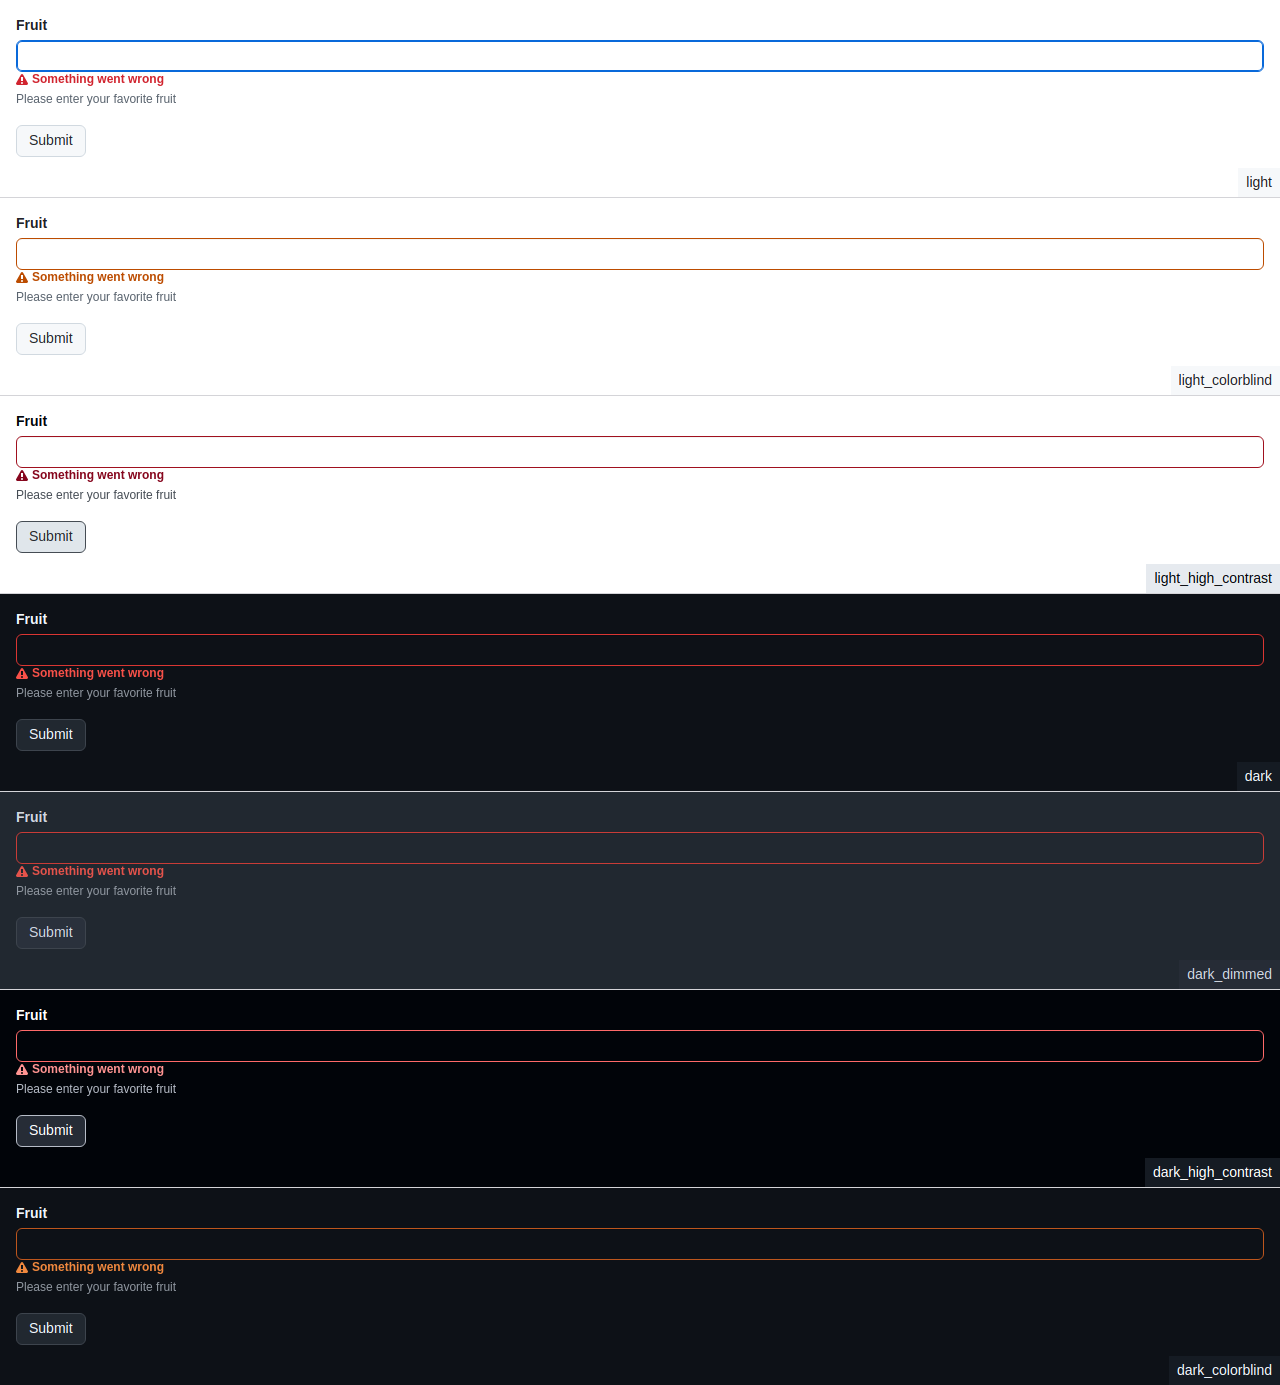 Fruit
Something went wrong
Please enter your favorite fruit
Submit
light
Fruit
Something went wrong
Please enter your favorite fruit
Submit
light_colorblind
Fruit
Something went wrong
Please enter your favorite fruit
Submit
light_high_contrast
Fruit
Something went wrong
Please enter your favorite fruit
Submit
dark
Fruit
Something went wrong
Please enter your favorite fruit
Submit
dark_dimmed
Fruit
Something went wrong
Please enter your favorite fruit
Submit
dark_high_contrast
Fruit
Something went wrong
Please enter your favorite fruit
Submit
dark_colorblind